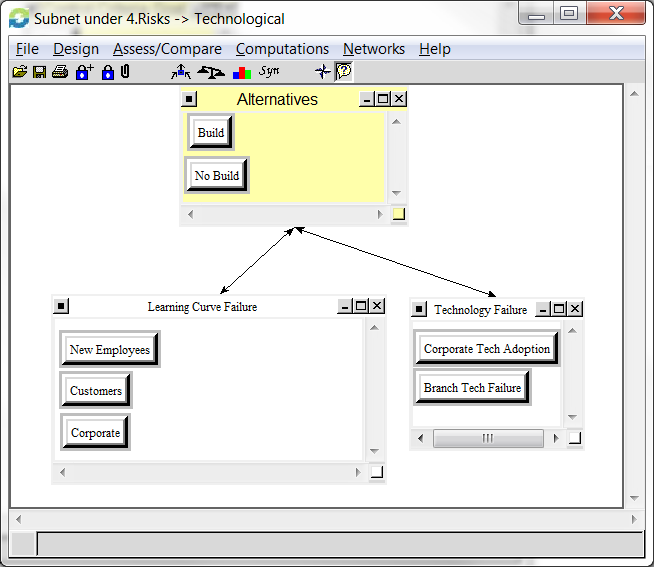 Subnet under 4.Risks -> Technological
File Design Assess/Compare Computations Networks Help
Syn
Alternatives
Build
No Build
Learning Curve Failure
New Employees
Customers
Corporate
Technology Failure
Corporate Tech Adoption
Branch Tech Failure